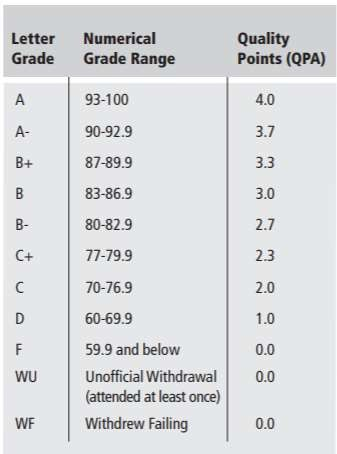 Letter Grade Numerical Grade Range Quality Points (QPA)
A 93-100 4.0
A- 90-92.9 3.7
B+ 87-89.9 3.3
B 83-86.9 3.0
B- 80-82.9 2.7
C+ 77-79.9 2.3
C 70-76.9 2.0
D 60-69.9 1.0
F 59.9 and below 0.0
WU Unofficial Withdrawal 0.0
(attended at least once)
WF Withdrew Failing 0.0